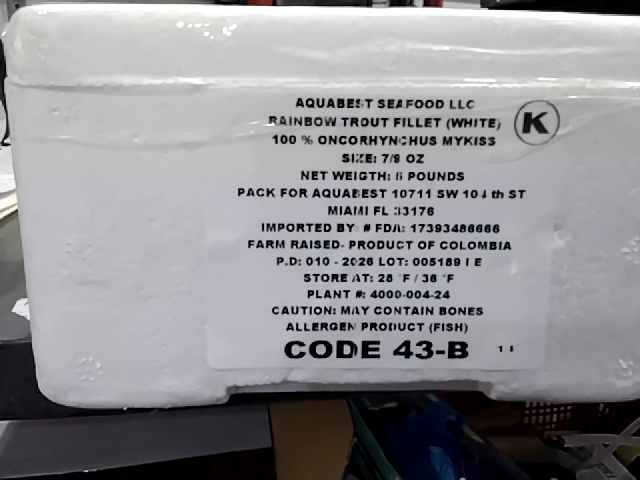 AQUABEST SEAFOOD LLC
RAINBOW TROUT FILLET (WHITE)
K
100 % ONCORHYNCHUS MYKISS
SIZE: 7/9 OZ
NET WEIGTH: POUNDS
PACK FOR AQUABEST 10711 SW 104 th ST
MIAMI FL 33176
IMPORTED BY: # FDA: 17393486666
FARM RAISED- PRODUCT OF COLOMBIA
P.D: 010 - 2026 LOT: 005189
STORE AT: 28 °F / 36 °F
PLANT #: 4000-004-24
CAUTION: MAY CONTAIN BONES
ALLERGEN PRODUCT (FISH)
CODE 43-B